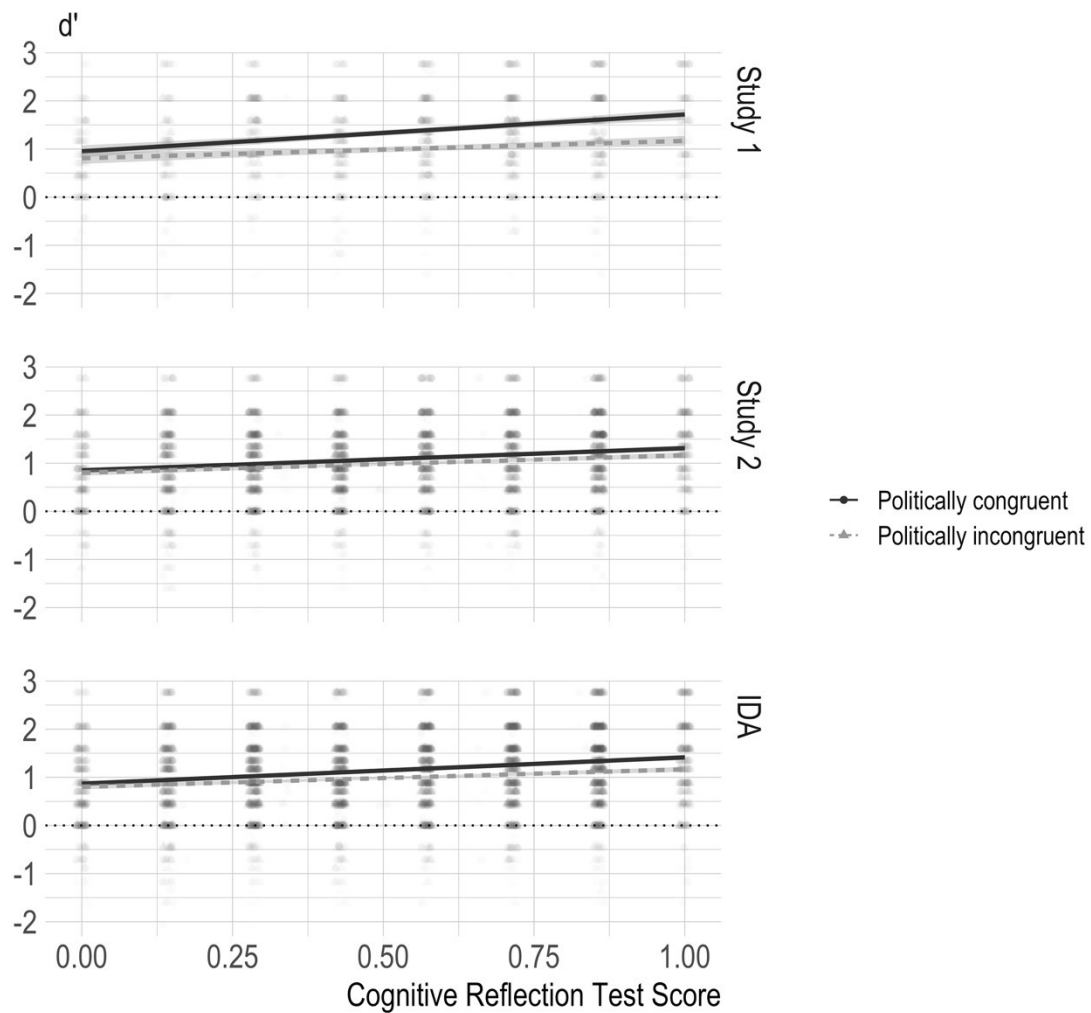 d'
3
2
1
0
-1
-2
Study 1
3
2
1
0
-1
-2
Study 2
Politically congruent
Politically incongruent
3
2
1
0
-1
-2
IDA
0.00 0.25 0.50 0.75 1.00
Cognitive Reflection Test Score